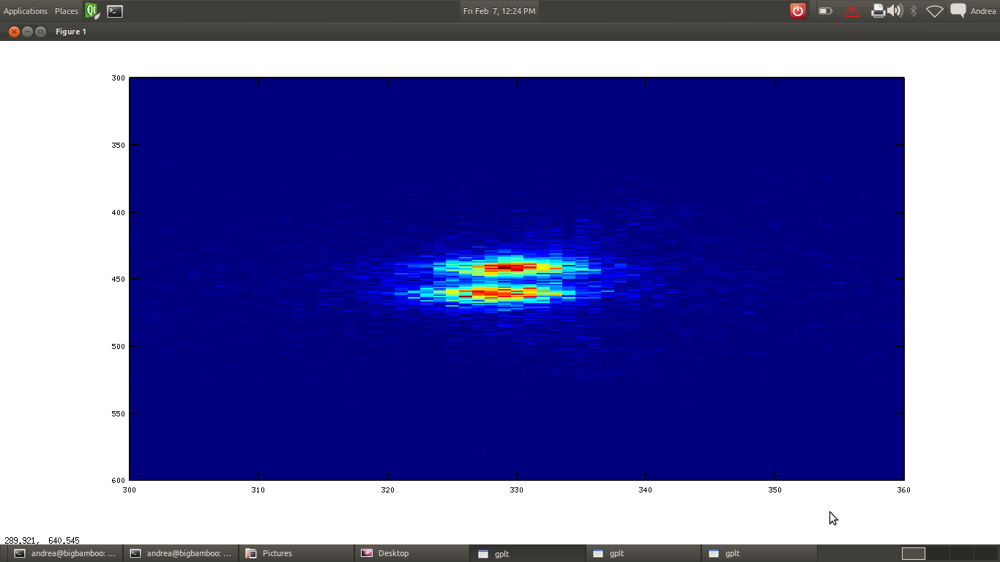 Applications Places Qt Fri Feb 7, 12:24 PM Andrea
Figure 1
300
350
400
450
500
550
600
300 310 320 330 340 350 360
289,921, 640,545
andrea@bigbamboo: ... andrea@bigbamboo: ... Pictures Desktop gplt gplt gplt